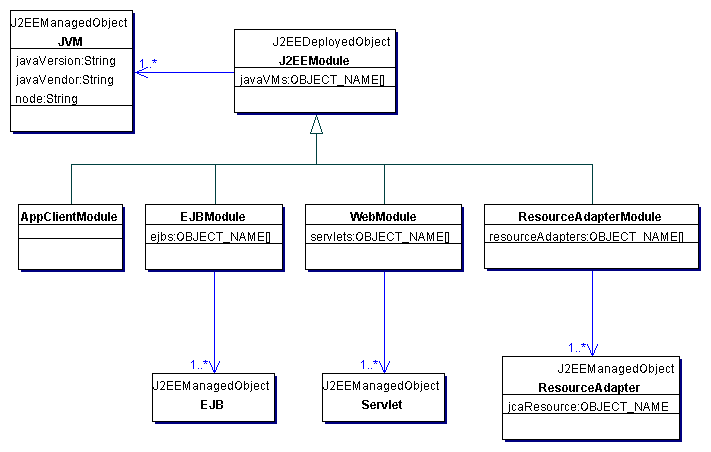 J2EEManagedObject
JVM
javaVersion:String
javaVendor:String
node:String
1..*
J2EEDeployedObject
J2EEModule
javaVMs:OBJECT_NAME[]
AppClientModule
EJBModule
ejbs:OBJECT_NAME[]
WebModule
servlets:OBJECT_NAME[]
ResourceAdapterModule
resourceAdapters:OBJECT_NAME[]
1..*
1..*
1..*
J2EEManagedObject
EJB
J2EEManagedObject
Servlet
J2EEManagedObject
ResourceAdapter
jcaResource:OBJECT_NAME